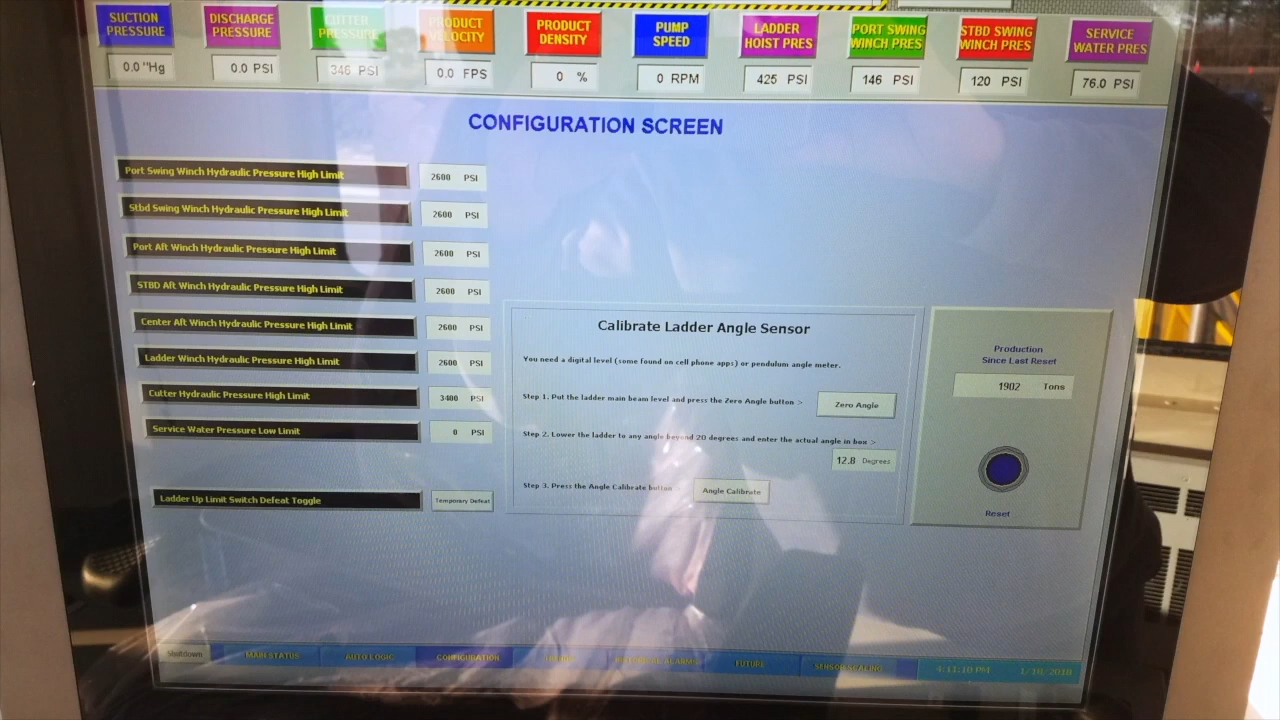 SUCTION PRESSURE
0.0 "Hg
DISCHARGE PRESSURE
0.0 PSI
CUTTER PRESSURE
346 PSI
PRODUCT VELOCITY
0.0 FPS
PRODUCT DENSITY
0 %
PUMP SPEED
0 RPM
LADDER HOIST PRES
425 PSI
PORT SWING WINCH PRES
146 PSI
STBD SWING WINCH PRES
120 PSI
SERVICE WATER PRES
76.0 PSI
CONFIGURATION SCREEN
Port Swing Winch Hydraulic Pressure High Limit 2600 PSI
Stbd Swing Winch Hydraulic Pressure High Limit 2600 PSI
Port Aft Winch Hydraulic Pressure High Limit 2600 PSI
STBD Aft Winch Hydraulic Pressure High Limit 2600 PSI
Center Aft Winch Hydraulic Pressure High Limit 2600 PSI
Ladder Winch Hydraulic Pressure High Limit 2600 PSI
Cutter Hydraulic Pressure High Limit 3400 PSI
Service Water Pressure Low Limit 0 PSI
Ladder Up Limit Switch Defeat Toggle Temporary Defeat
Calibrate Ladder Angle Sensor
You need a digital level (some found on cell phone apps) or pendulum angle meter.
Step 1. Put the ladder main beam level and press the Zero Angle button > Zero Angle
Step 2. Lower the ladder to any angle beyond 20 degrees and enter the actual angle in box >
12.8 Degrees
Step 3. Press the Angle Calibrate button Angle Calibrate
Production
Since Last Reset
1902 Tons
Reset
Shutdown MAIN STATUS AUTO LOGIC CONFIGURATION ALARMS FUTURE SENSOR SCALING 4:11:10 PM 1/18/2018